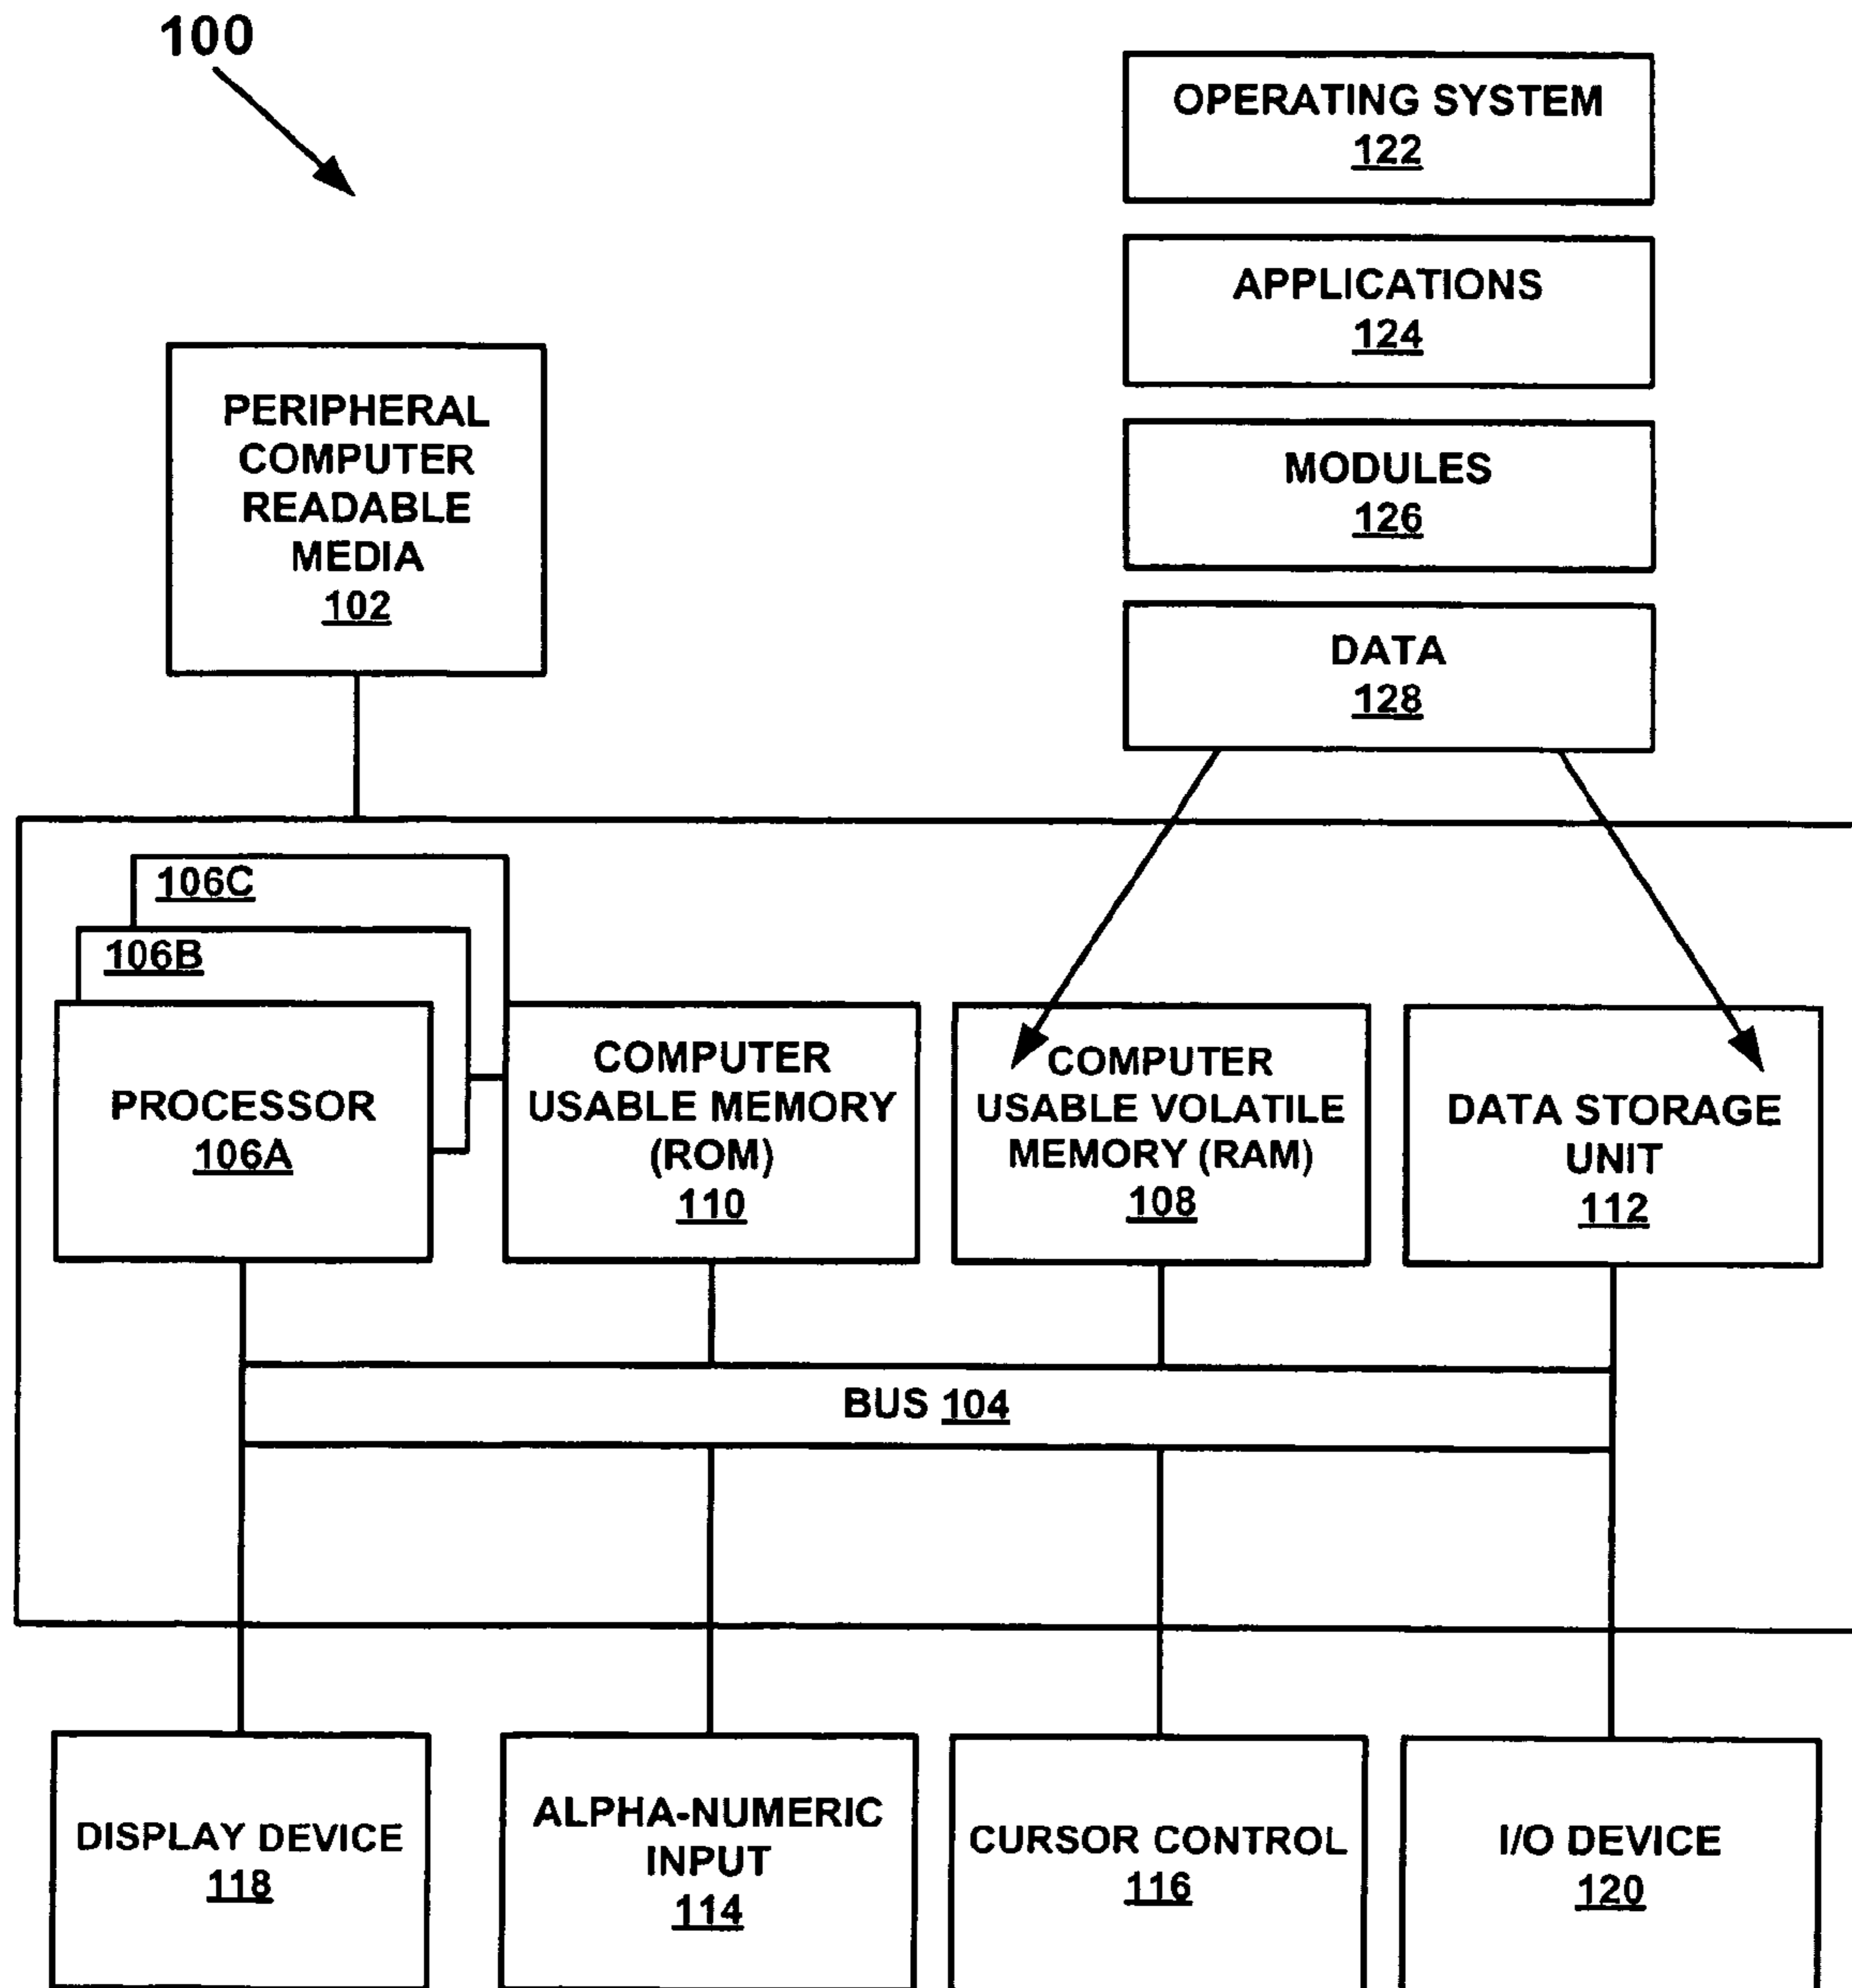 100
OPERATING SYSTEM
122
APPLICATIONS
124
MODULES
126
DATA
128
PERIPHERAL
COMPUTER
READABLE
MEDIA
102
106C
106B
PROCESSOR
106A
COMPUTER
USABLE MEMORY
(ROM)
110
COMPUTER
USABLE VOLATILE
MEMORY (RAM)
108
DATA STORAGE
UNIT
112
BUS 104
DISPLAY DEVICE
118
ALPHA-NUMERIC
INPUT
114
CURSOR CONTROL
116
I/O DEVICE
120